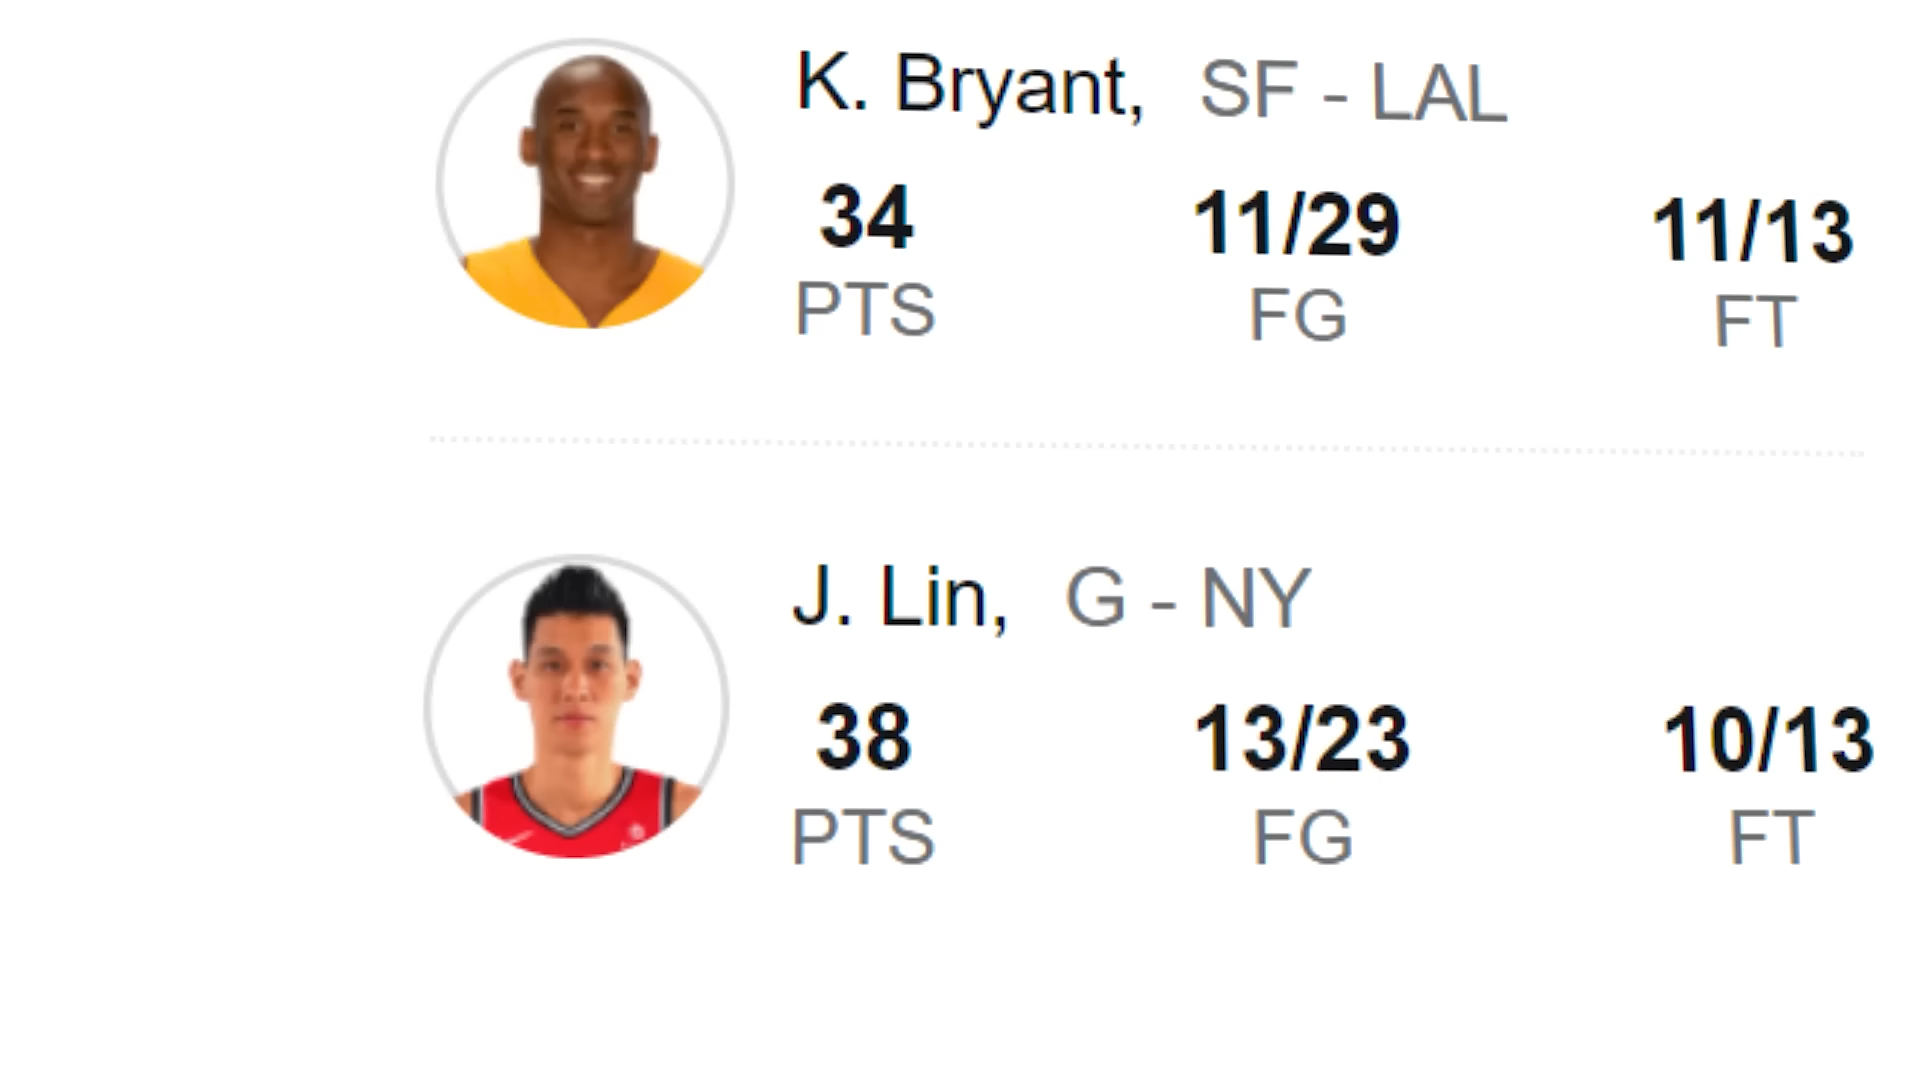 K. Bryant, SF - LAL
34 11/29 11/13
PTS FG FT
J. Lin, G - NY
38 13/23 10/13
PTS FG FT